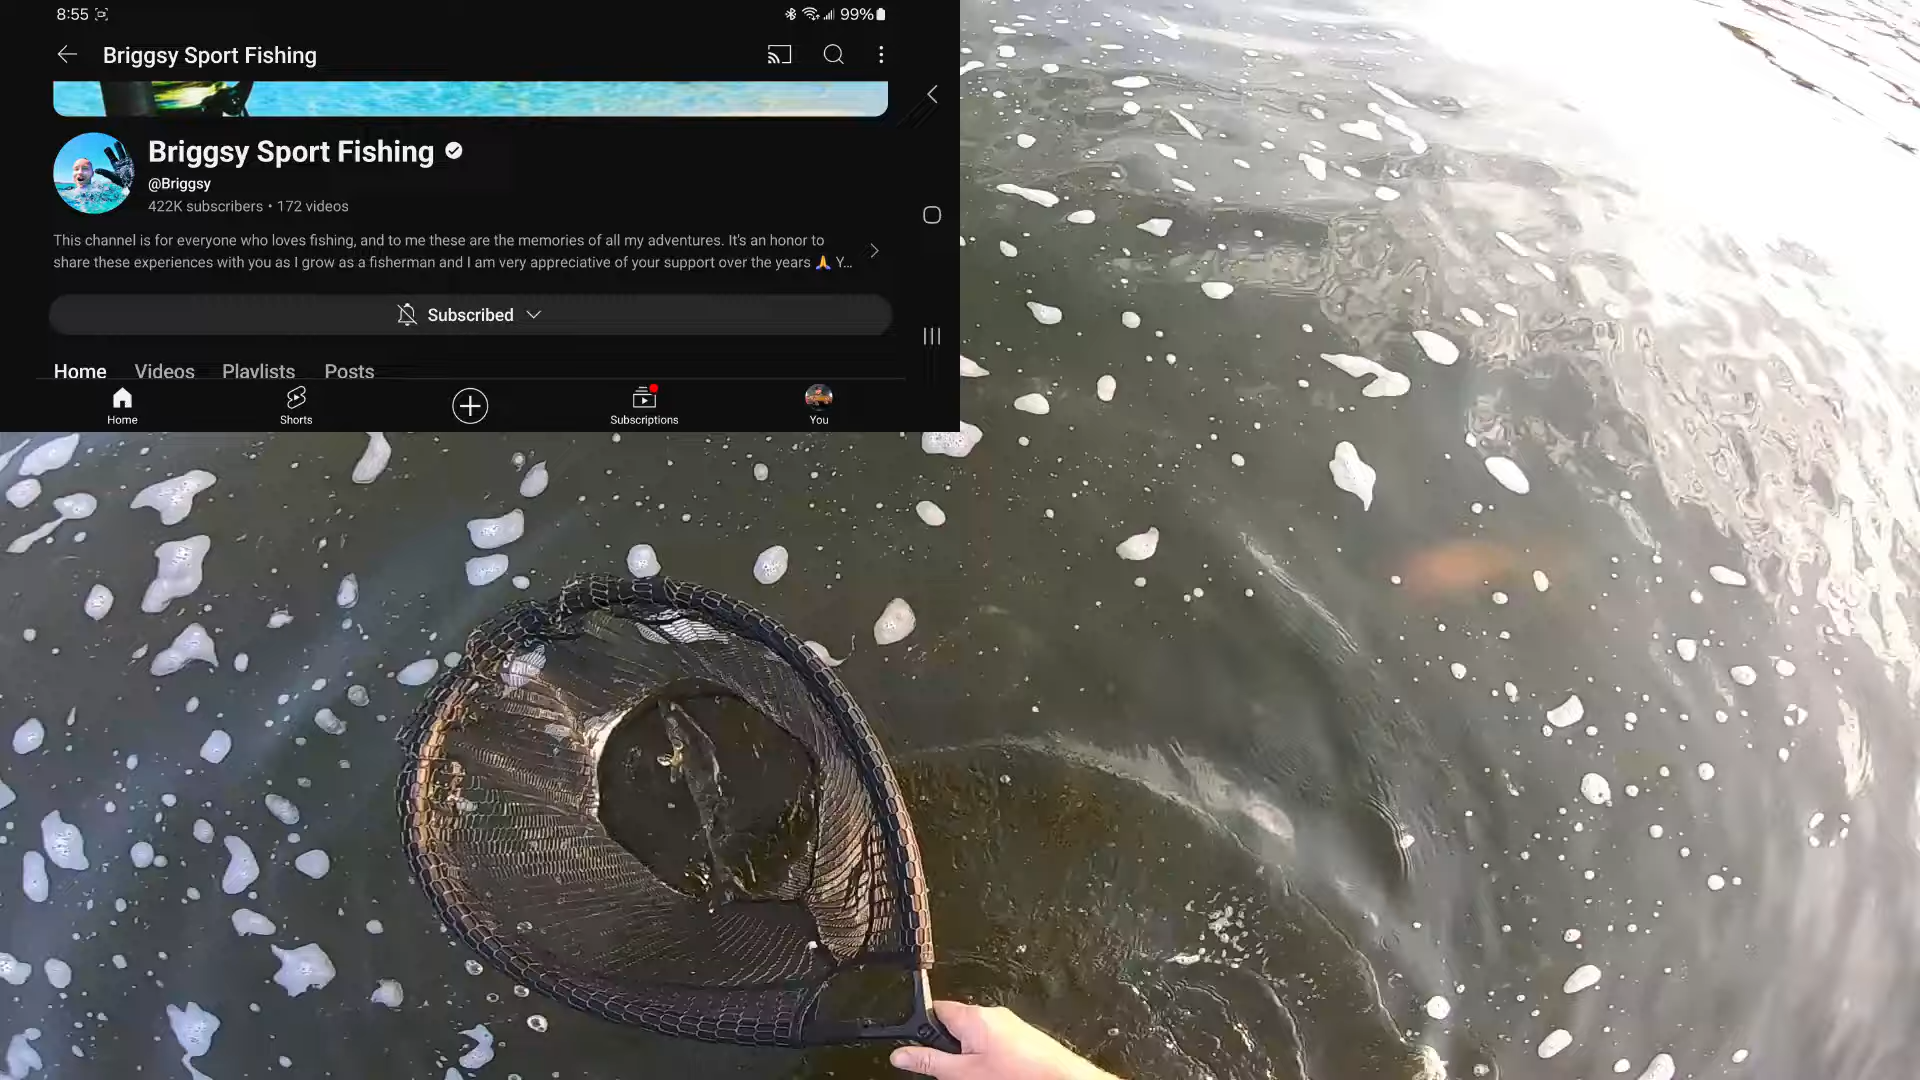 8:55
99%
Briggsy Sport Fishing
Briggsy Sport Fishing
@Briggsy
422K subscribers • 172 videos
This channel is for everyone who loves fishing, and to me these are the memories of all my adventures. It's an honor to
share these experiences with you as I grow as a fisherman and I am very appreciative of your support over the years 🙏 Y...
Subscribed
Home Videos Playlists Posts
Home Shorts Subscriptions You